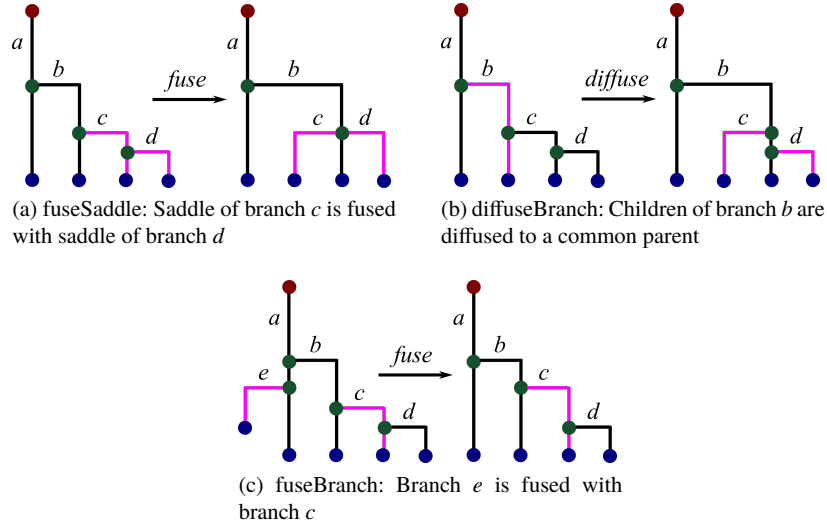 a
b
c
d
fuse
a
b
c
d
(a) fuseSaddle: Saddle of branch c is fused
with saddle of branch d
a
b
c
d
diffuse
a
b
c
d
(b) diffuseBranch: Children of branch b are
diffused to a common parent
a
b
e
c
d
fuse
a
b
c
d
(c) fuseBranch: Branch e is fused with
branch c